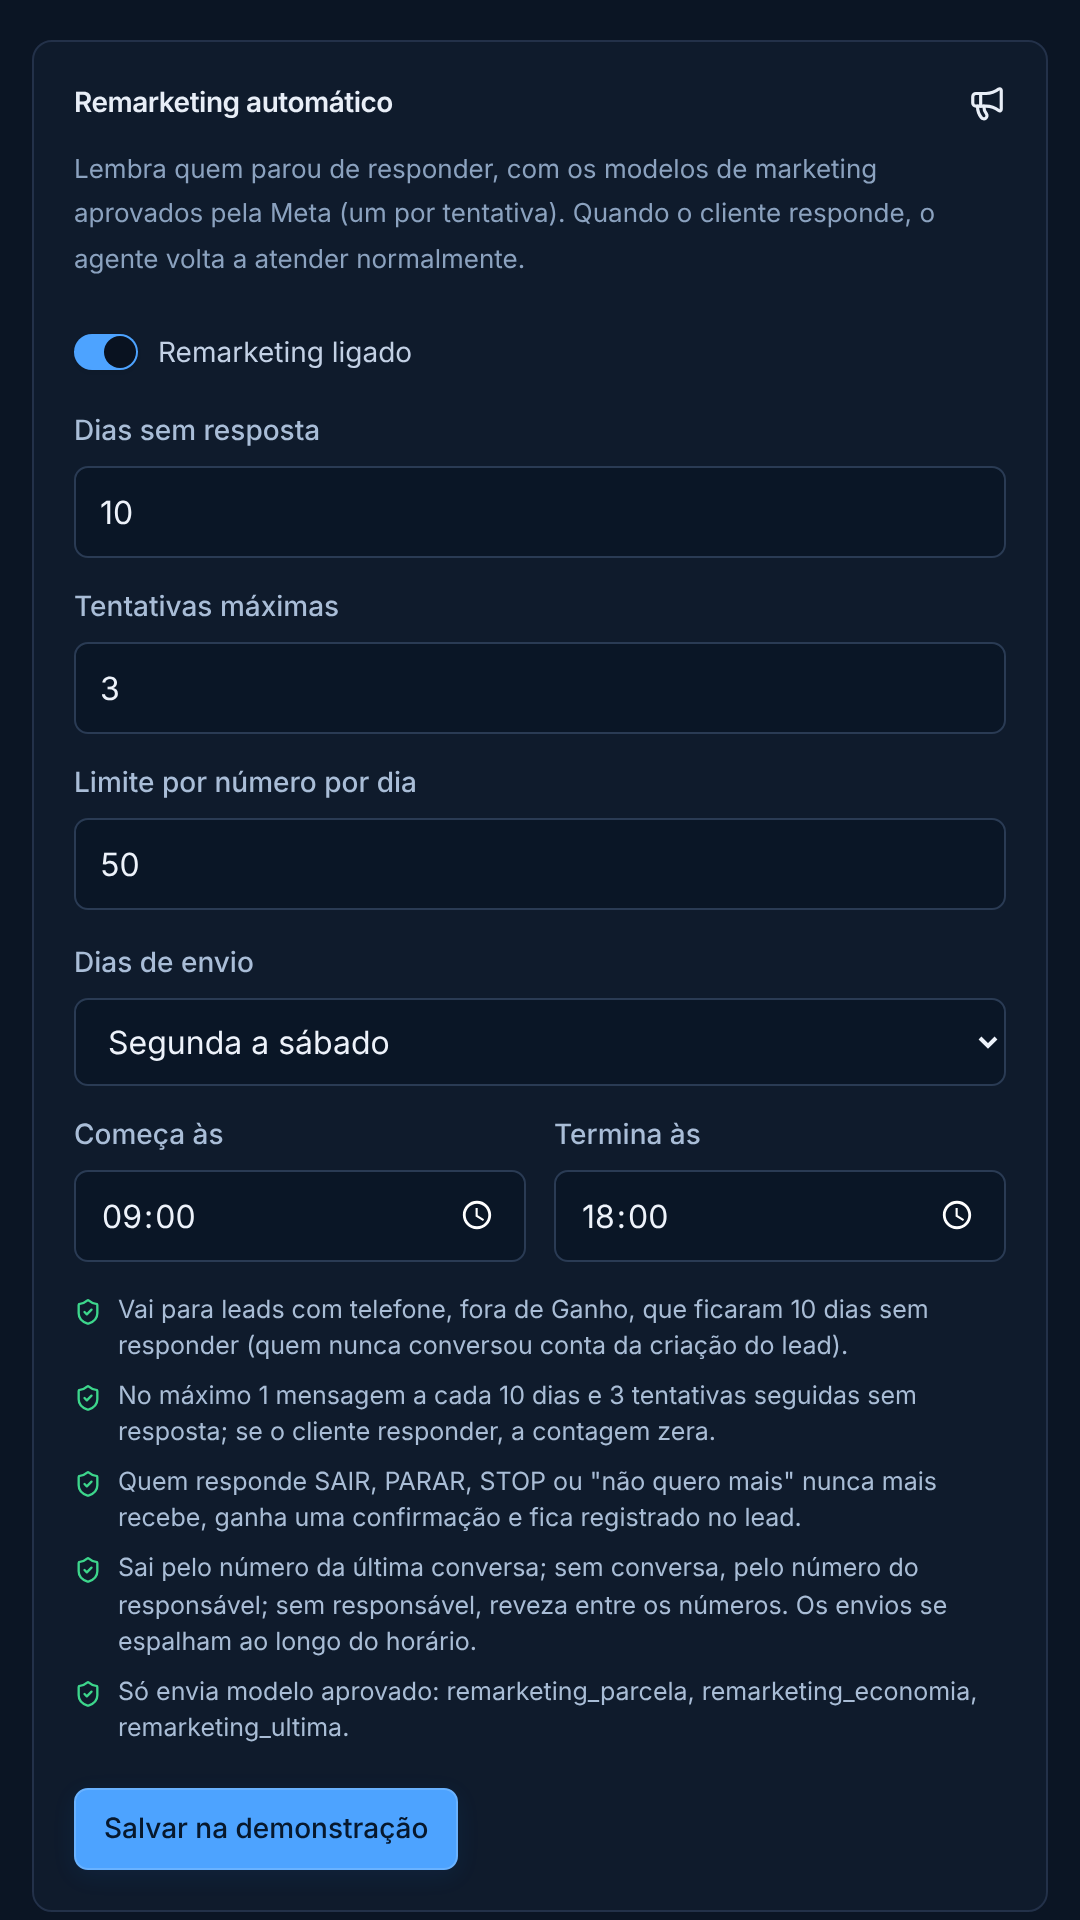 Remarketing automático
Lembra quem parou de responder, com os modelos de marketing
aprovados pela Meta (um por tentativa). Quando o cliente responde, o
agente volta a atender normalmente.
Remarketing ligado
Dias sem resposta
10
Tentativas máximas
3
Limite por número por dia
50
Dias de envio
Segunda a sábado
Começa às
Termina às
09:00
18:00
Vai para leads com telefone, fora de Ganho, que ficaram 10 dias sem
responder (quem nunca conversou conta da criação do lead).
No máximo 1 mensagem a cada 10 dias e 3 tentativas seguidas sem
resposta; se o cliente responder, a contagem zera.
Quem responde SAIR, PARAR, STOP ou "não quero mais" nunca mais
recebe, ganha uma confirmação e fica registrado no lead.
Sai pelo número da última conversa; sem conversa, pelo número do
responsável; sem responsável, reveza entre os números. Os envios se
espalham ao longo do horário.
Só envia modelo aprovado: remarketing_parcela, remarketing_economia,
remarketing_ultima.
Salvar na demonstração